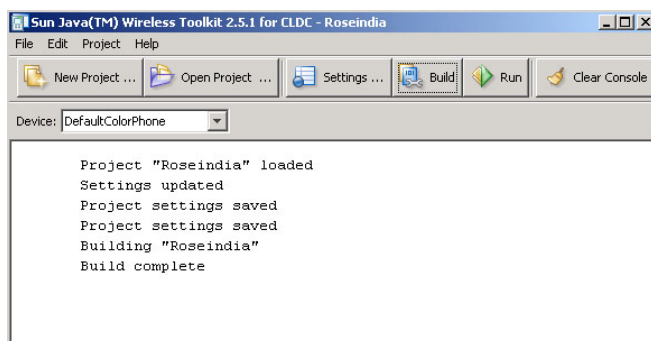 Sun Java(TM) Wireless Toolkit 2.5.1 for CLDC - Roseindia
File Edit Project Help
New Project ... Open Project ... Settings ... Build Run Clear Console
Device: DefaultColorPhone
Project "Roseindia" loaded
Settings updated
Project settings saved
Project settings saved
Building "Roseindia"
Build complete